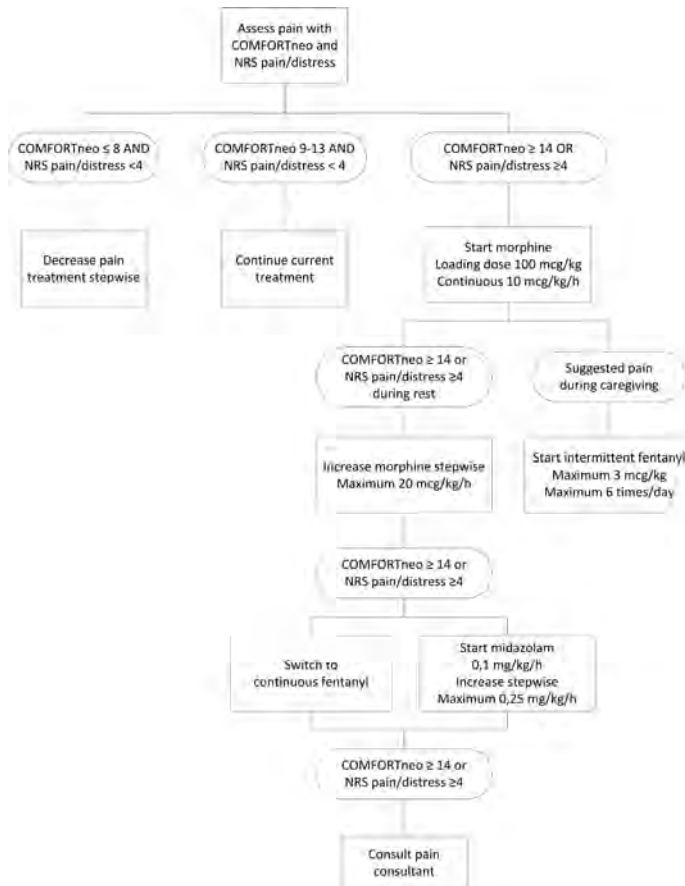 Assess pain with
COMFORTneo and
NRS pain/distress
COMFORTneo ≤ 8 AND
NRS pain/distress <4
COMFORTneo 9-13 AND
NRS pain/distress < 4
COMFORTneo ≥ 14 OR
NRS pain/distress ≥4
Decrease pain
treatment stepwise
Continue current
treatment
Start morphine
Loading dose 100 mcg/kg
Continuous 10 mcg/kg/h
COMFORTneo ≥ 14 or
NRS pain/distress ≥4
during rest
Suggested pain
during caregiving
Increase morphine stepwise
Maximum 20 mcg/kg/h
Start intermittent fentanyl
Maximum 3 mcg/kg
Maximum 6 times/day
COMFORTneo ≥ 14 or
NRS pain/distress ≥4
Switch to
continuous fentanyl
Start midazolam
0,1 mg/kg/h
Increase stepwise
Maximum 0,25 mg/kg/h
COMFORTneo ≥ 14 or
NRS pain/distress ≥4
Consult pain
consultant